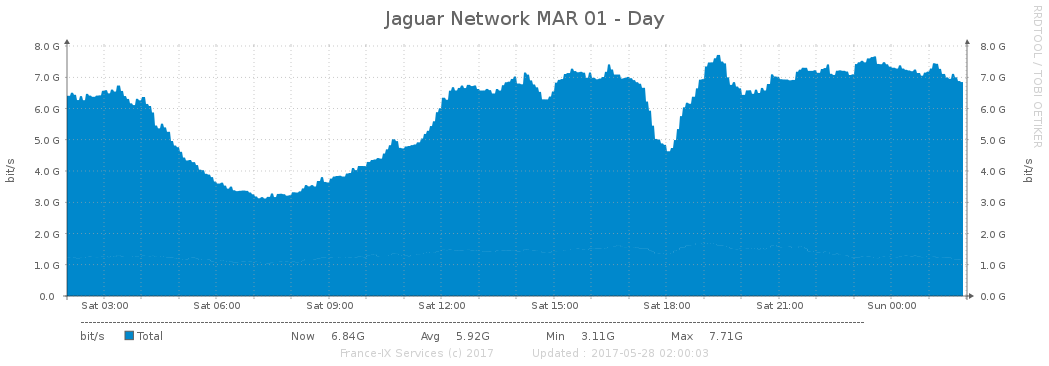 Jaguar Network MAR 01 - Day
RRDTOOL / TOBI OETIKER
8.0 G 8.0 G
7.0 G 7.0 G
6.0 G 6.0 G
5.0 G 5.0 G
bit/s bit/s
4.0 G 4.0 G
3.0 G 3.0 G
2.0 G 2.0 G
1.0 G 1.0 G
0.0 0.0 G
Sat 03:00 Sat 06:00 Sat 09:00 Sat 12:00 Sat 15:00 Sat 18:00 Sat 21:00 Sun 00:00
bit/s Total Now 6.84G Avg 5.92G Min 3.11G Max 7.71G
France-IX Services (c) 2017 Updated : 2017-05-28 02:00:03